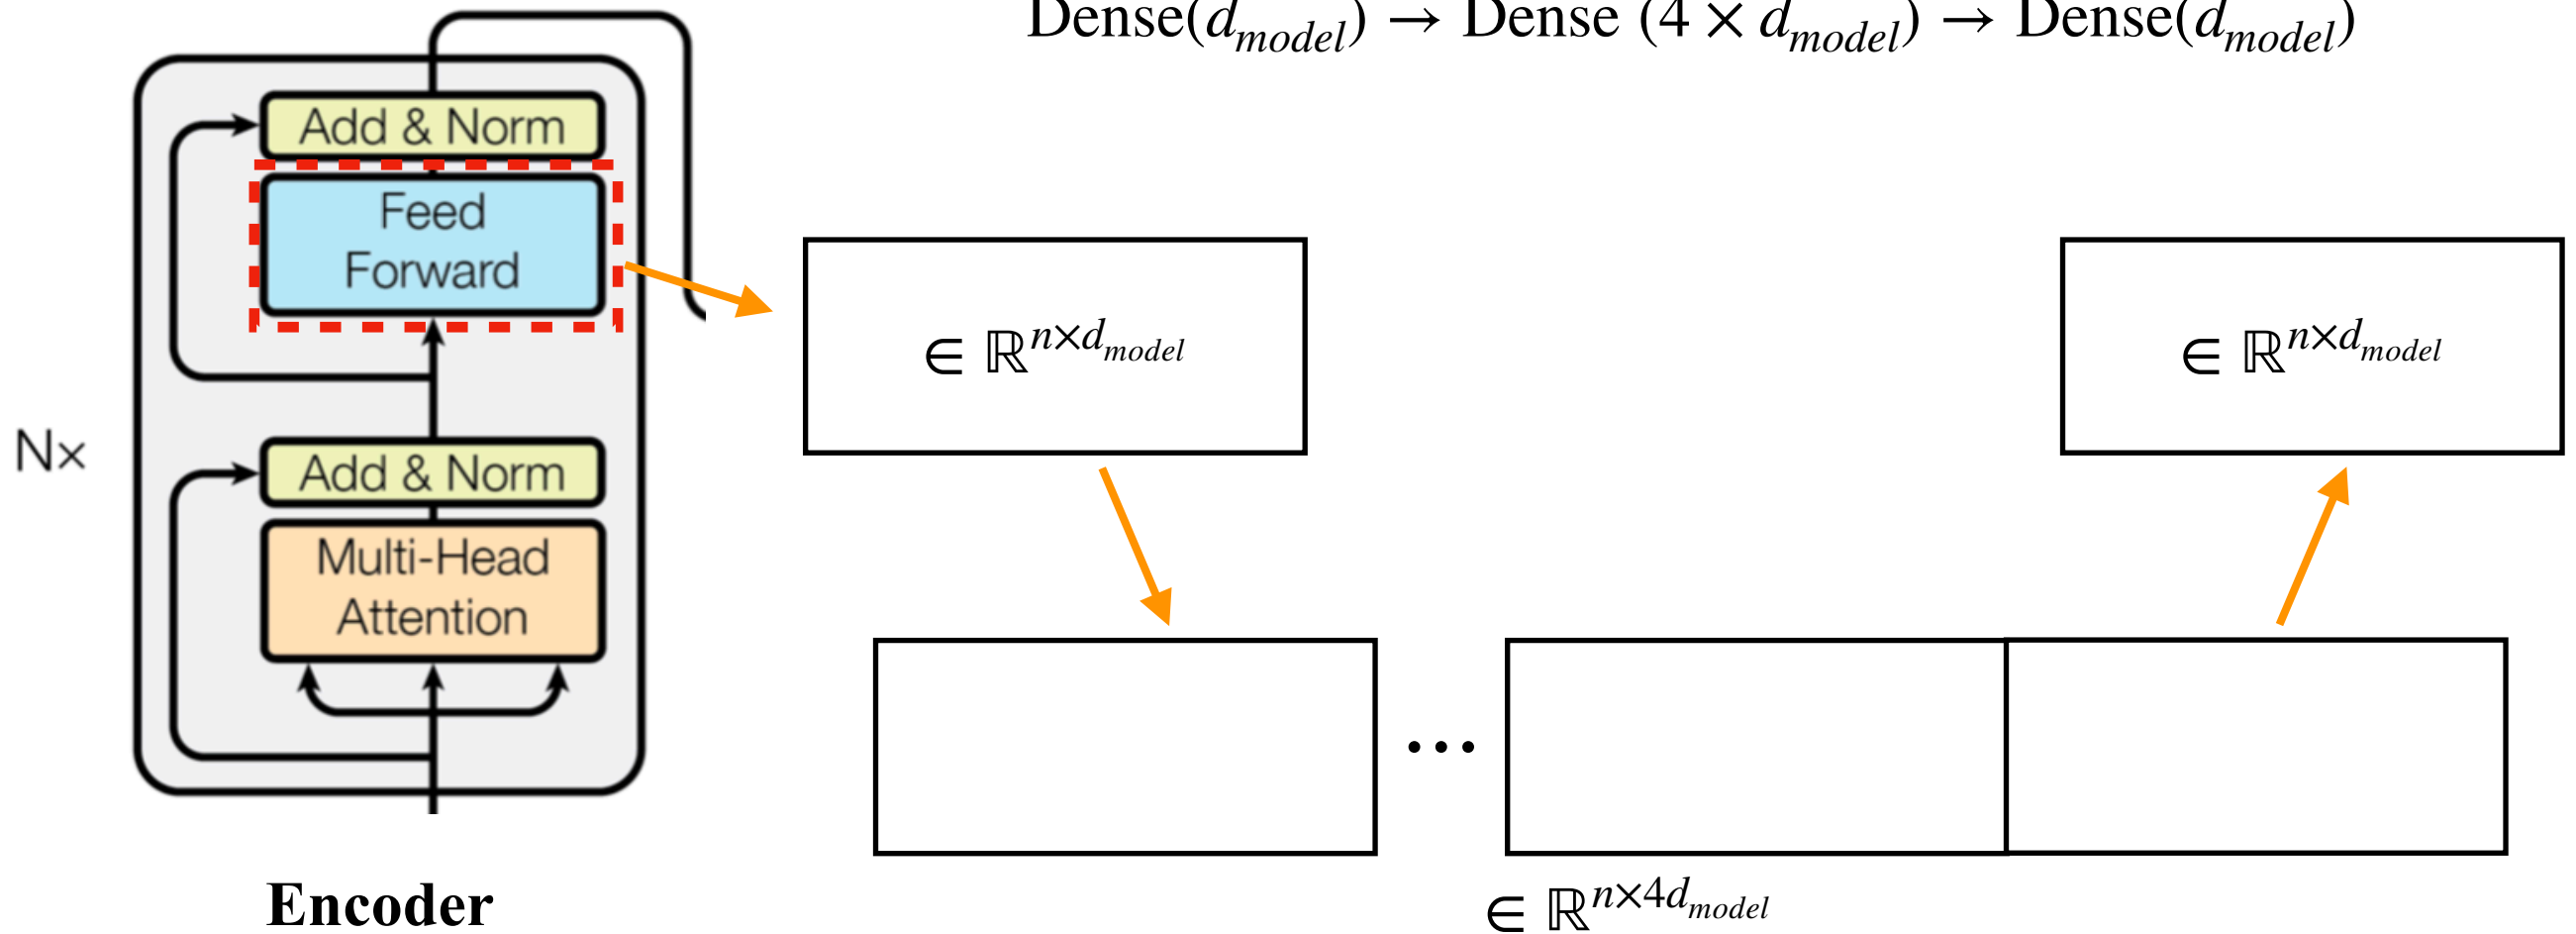 Dense(d_model) → Dense (4 × d_model) → Dense(d_model)
Add & Norm
Feed
Forward
∈ ℝ^{n×d_model}
∈ ℝ^{n×d_model}
N×
Add & Norm
Multi-Head
Attention
...
Encoder
∈ ℝ^{n×4d_model}